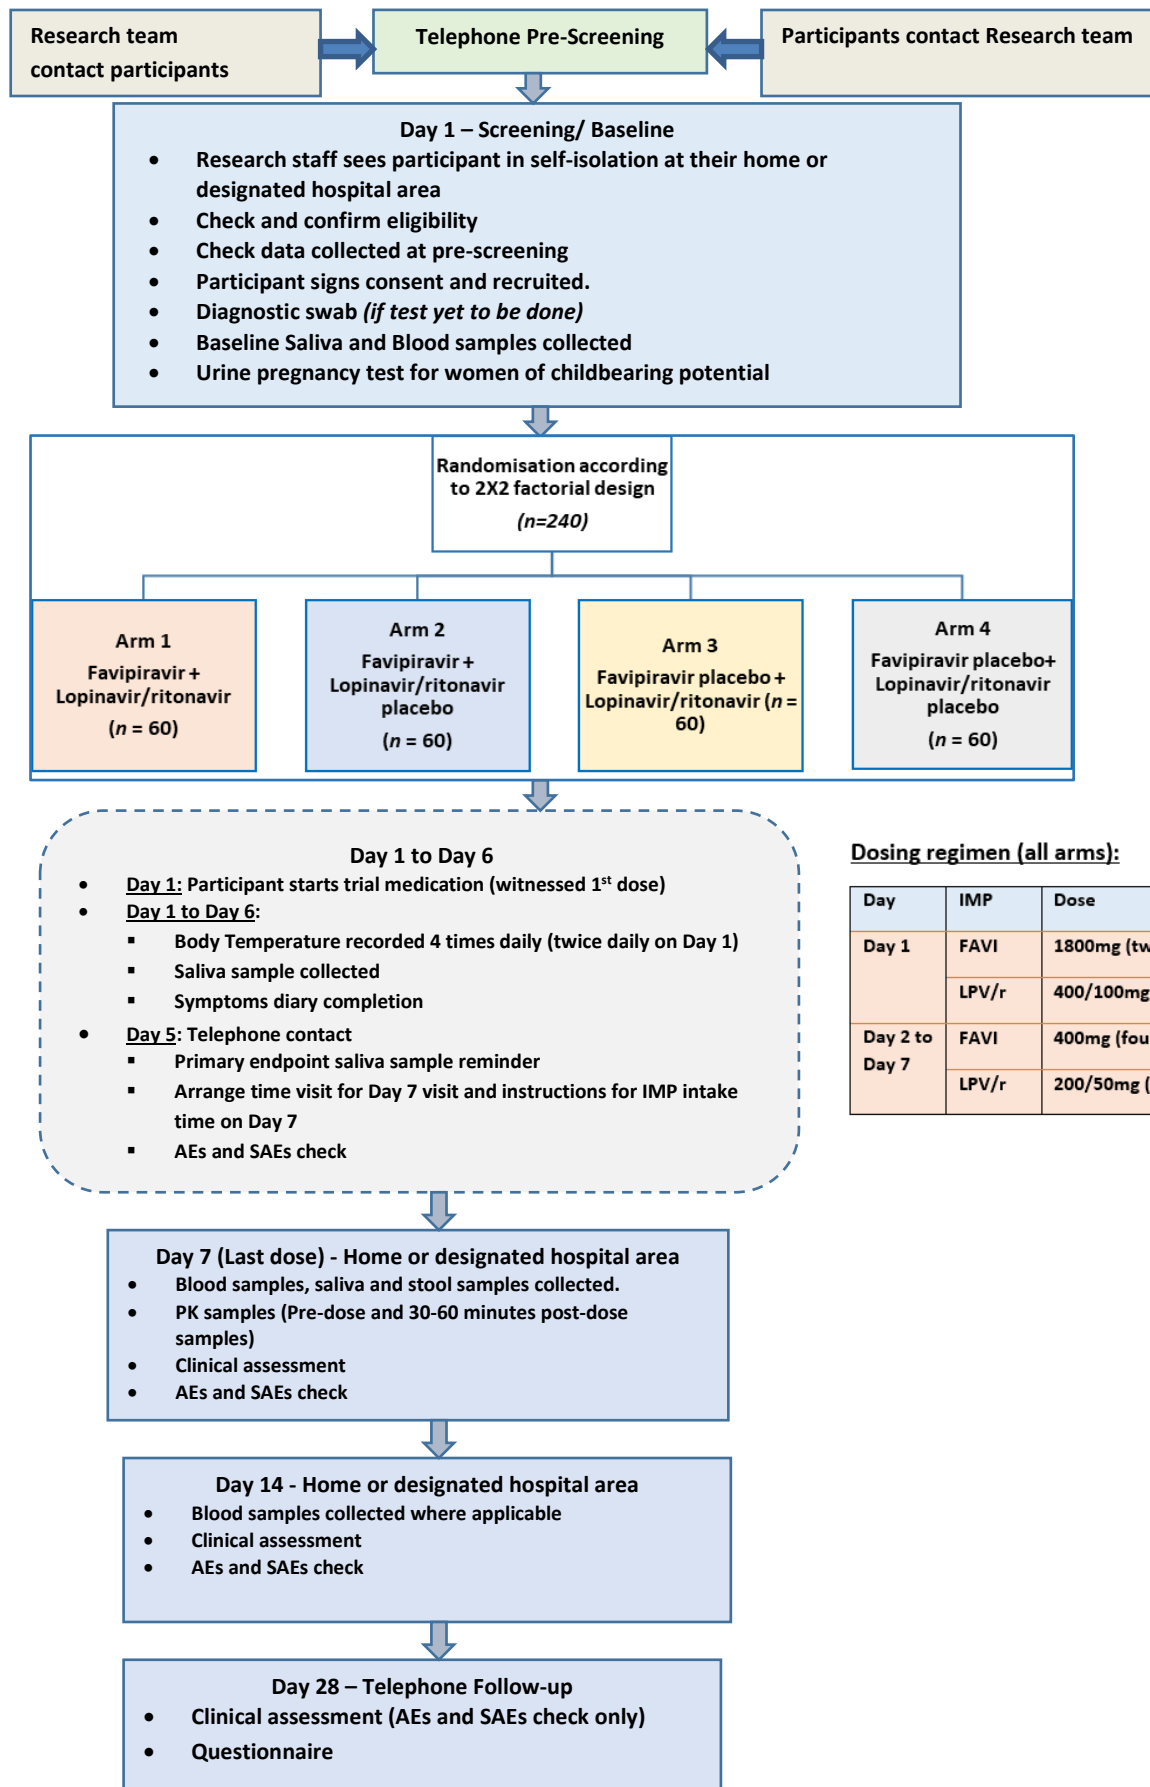 Research team
contact participants
Telephone Pre-Screening
Participants contact Research team
Day 1 – Screening/ Baseline
• Research staff sees participant in self-isolation at their home or
designated hospital area
• Check and confirm eligibility
• Check data collected at pre-screening
• Participant signs consent and recruited.
• Diagnostic swab (if test yet to be done)
• Baseline Saliva and Blood samples collected
• Urine pregnancy test for women of childbearing potential
Randomisation according
to 2X2 factorial design
(n=240)
Arm 1
Favipiravir +
Lopinavir/ritonavir
(n = 60)
Arm 2
Favipiravir +
Lopinavir/ritonavir
placebo
(n = 60)
Arm 3
Favipiravir placebo +
Lopinavir/ritonavir (n =
60)
Arm 4
Favipiravir placebo+
Lopinavir/ritonavir
placebo
(n = 60)
Day 1 to Day 6
• Day 1: Participant starts trial medication (witnessed 1st dose)
• Day 1 to Day 6:
▪ Body Temperature recorded 4 times daily (twice daily on Day 1)
▪ Saliva sample collected
▪ Symptoms diary completion
• Day 5: Telephone contact
▪ Primary endpoint saliva sample reminder
▪ Arrange time visit for Day 7 visit and instructions for IMP intake
time on Day 7
▪ AEs and SAEs check
Dosing regimen (all arms):
Day IMP Dose
Day 1 FAVI 1800mg (tw
LPV/r 400/100mg
Day 2 to FAVI 400mg (fou
Day 7
LPV/r 200/50mg (
Day 7 (Last dose) - Home or designated hospital area
• Blood samples, saliva and stool samples collected.
• PK samples (Pre-dose and 30-60 minutes post-dose
samples)
• Clinical assessment
• AEs and SAEs check
Day 14 - Home or designated hospital area
• Blood samples collected where applicable
• Clinical assessment
• AEs and SAEs check
Day 28 – Telephone Follow-up
• Clinical assessment (AEs and SAEs check only)
• Questionnaire